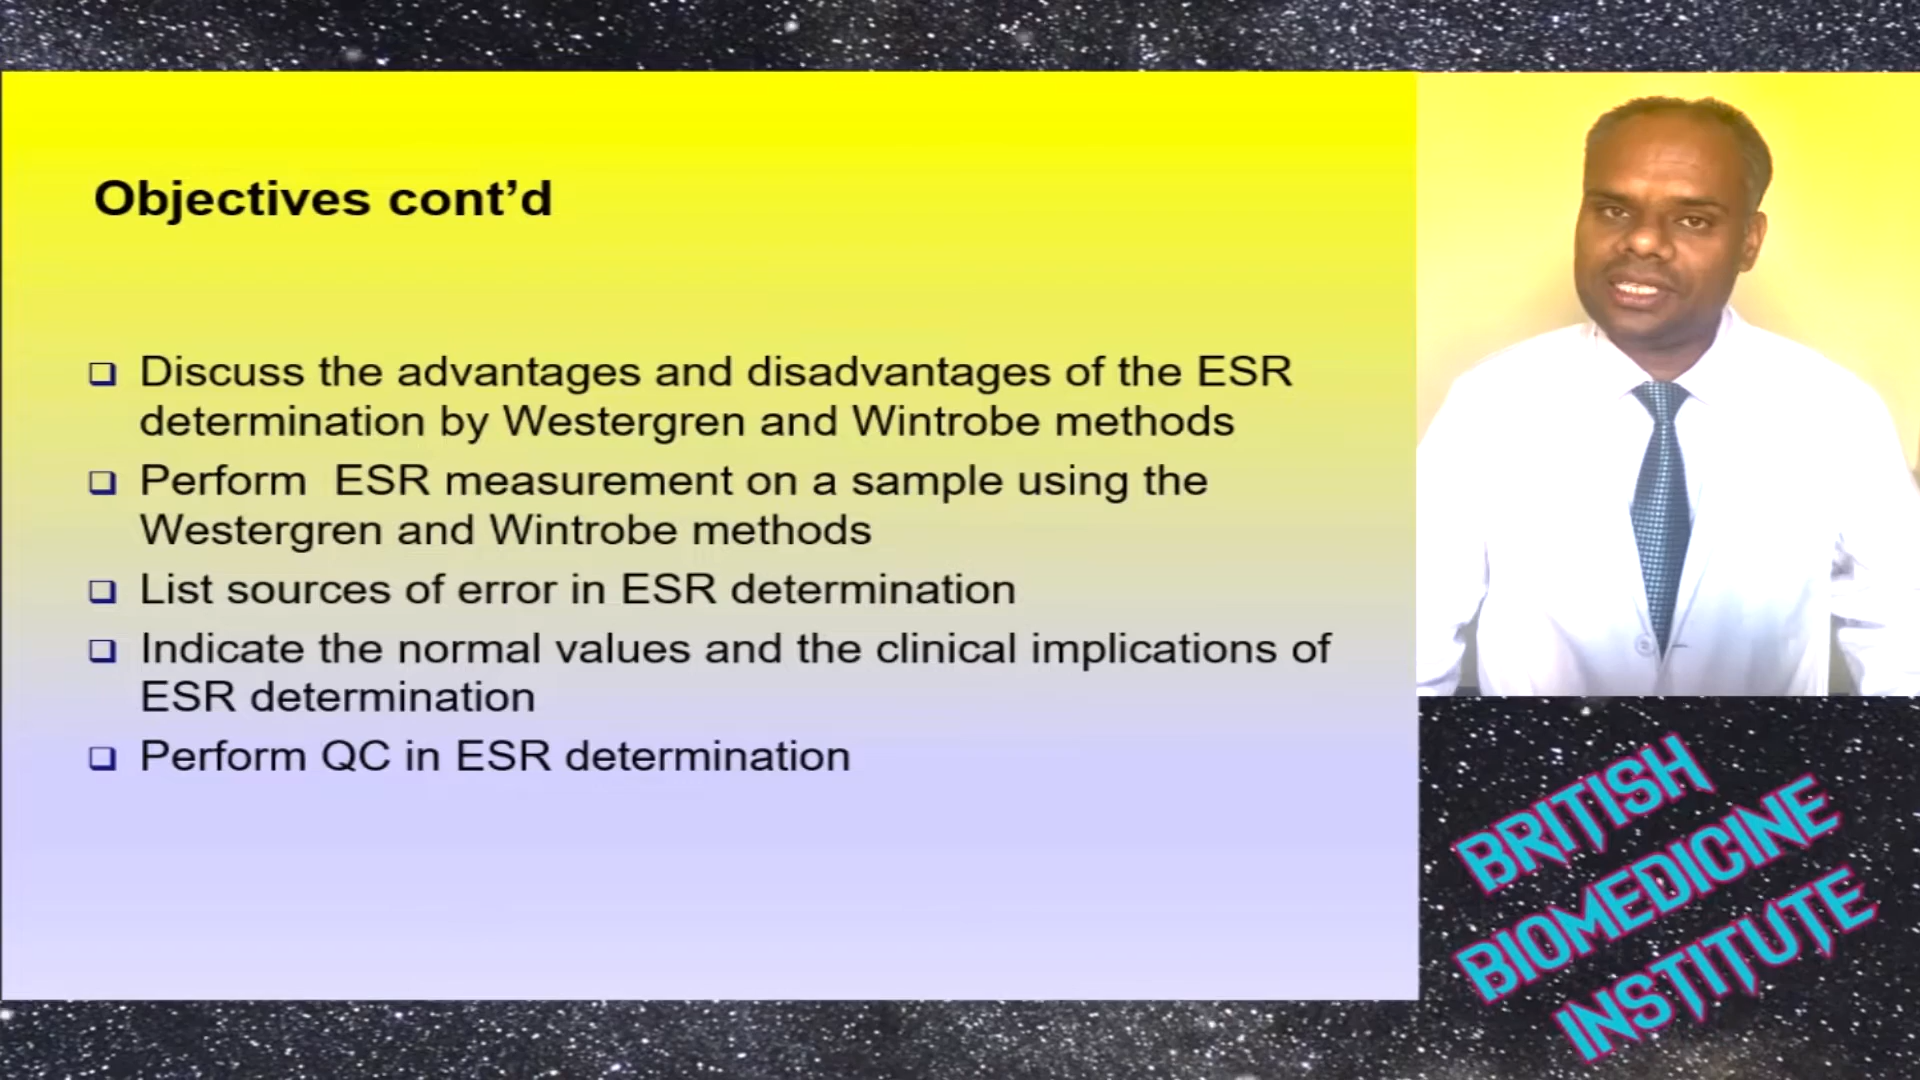 Objectives cont’d
❑ Discuss the advantages and disadvantages of the ESR
determination by Westergren and Wintrobe methods
❑ Perform  ESR measurement on a sample using the
Westergren and Wintrobe methods
❑ List sources of error in ESR determination
❑ Indicate the normal values and the clinical implications of
ESR determination
❑ Perform QC in ESR determination
BRITISH
BIOMEDICINE
INSTITUTE